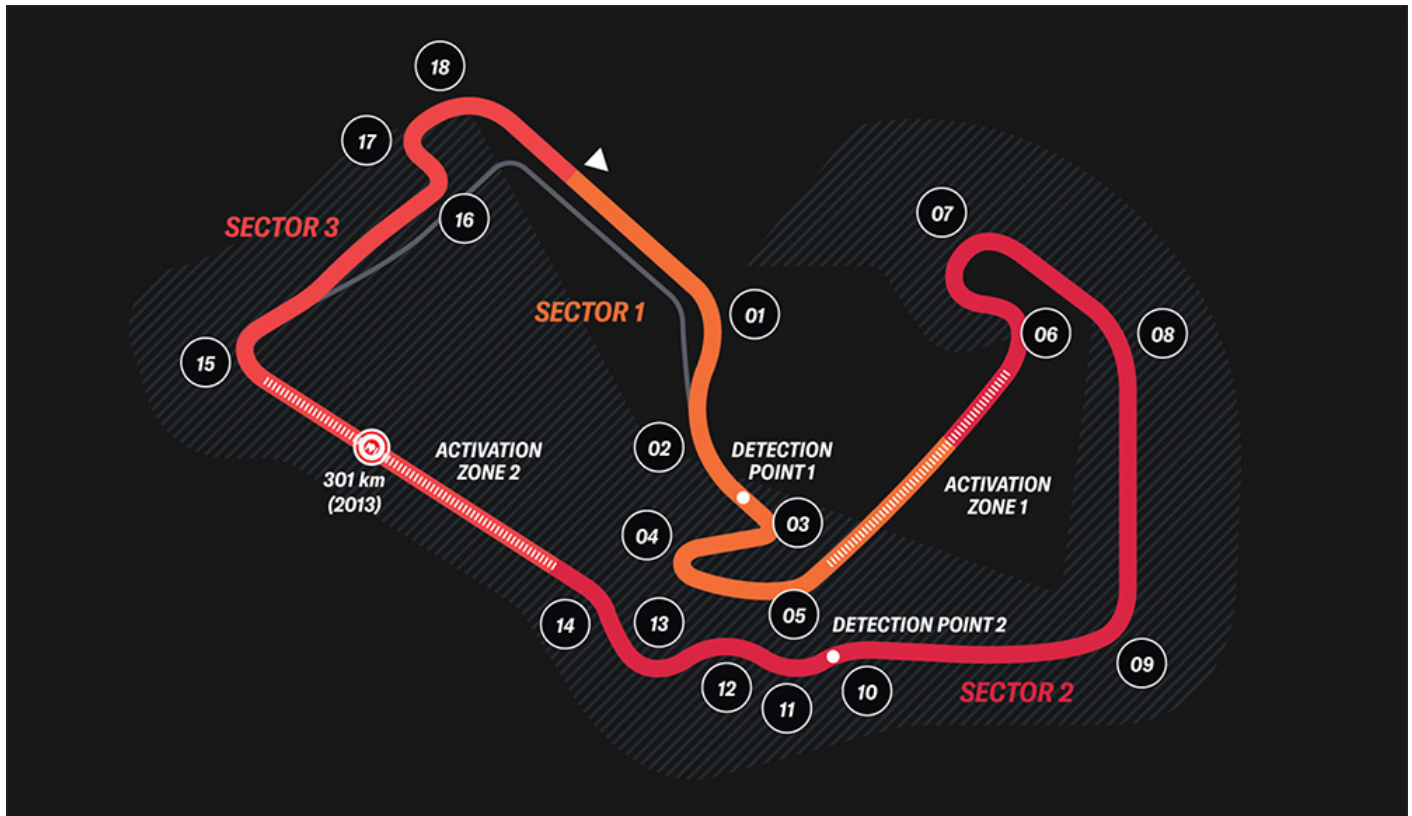 18
17
07
16
SECTOR 3
SECTOR 1
01
06
08
15
02
DETECTION
POINT 1
ACTIVATION
ZONE 2
301 km
(2013)
ACTIVATION
ZONE 1
03
04
05
14
13
DETECTION POINT 2
12
11
10
09
SECTOR 2